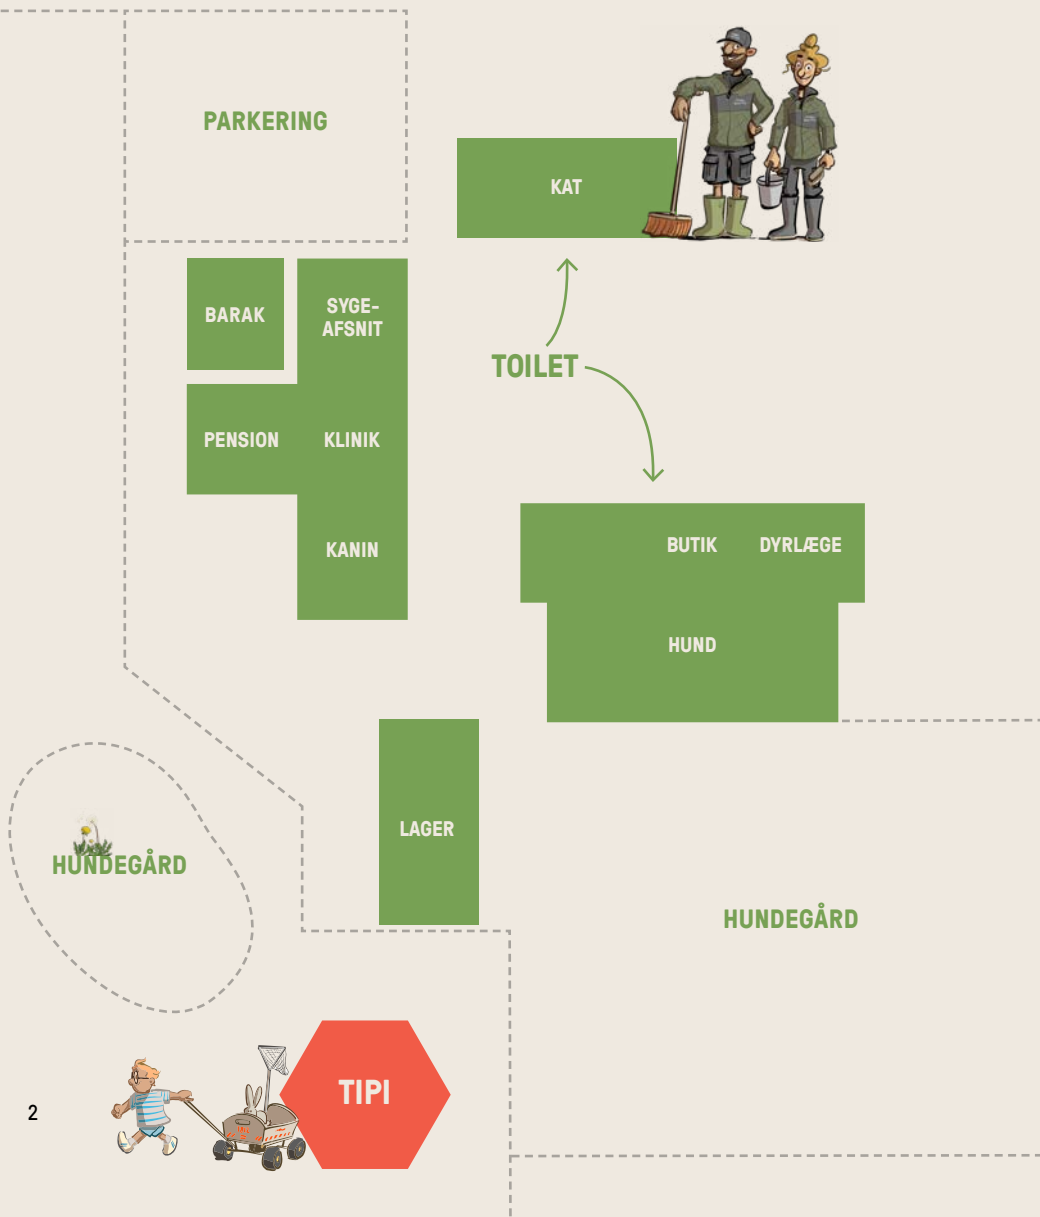 PARKERING
KAT
BARAK
SYGE-
AFSNIT
TOILET
PENSION
KLINIK
KANIN
BUTIK
DYRLÆGE
HUND
LAGER
HUNDEGÅRD
HUNDEGÅRD
TIPI
2